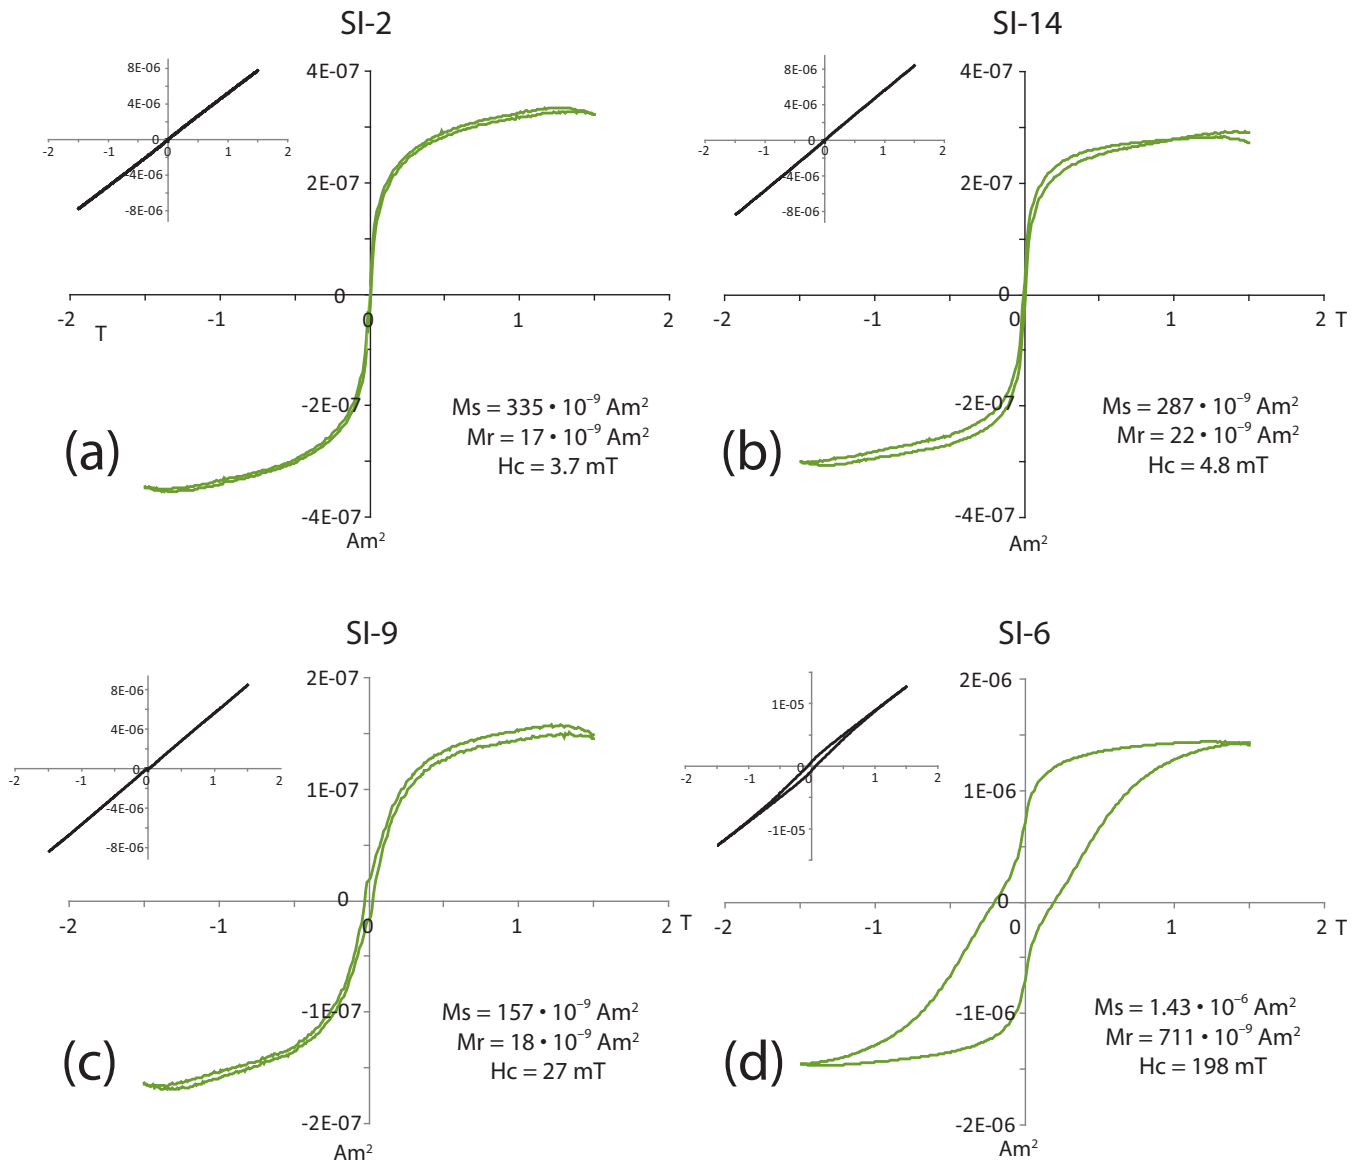 SI-2
8E-06
4E-06
0
-2 -1 0 1 2
-4E-06
-8E-06
4E-07
2E-07
0
-2 -1 0 1 2
T
-2E-07
-4E-07
Am²
Ms = 335 • 10⁻⁹ Am²
Mr = 17 • 10⁻⁹ Am²
Hc = 3.7 mT
(a)
SI-14
8E-06
4E-06
0
-2 -1 0 1 2
-4E-06
-8E-06
4E-07
2E-07
0
-2 -1 0 1 2 T
-2E-07
-4E-07
Am²
Ms = 287 • 10⁻⁹ Am²
Mr = 22 • 10⁻⁹ Am²
Hc = 4.8 mT
(b)
SI-9
8E-06
4E-06
0
-2 -1 0 1 2
-4E-06
-8E-06
2E-07
1E-07
0
-2 -1 0 1 2 T
-1E-07
-2E-07
Am²
Ms = 157 • 10⁻⁹ Am²
Mr = 18 • 10⁻⁹ Am²
Hc = 27 mT
(c)
SI-6
1E-05
0
-2 -1 0 1 2
-1E-05
2E-06
1E-06
0
-2 -1 0 1 2 T
-1E-06
-2E-06
Am²
Ms = 1.43 • 10⁻⁶ Am²
Mr = 711 • 10⁻⁹ Am²
Hc = 198 mT
(d)